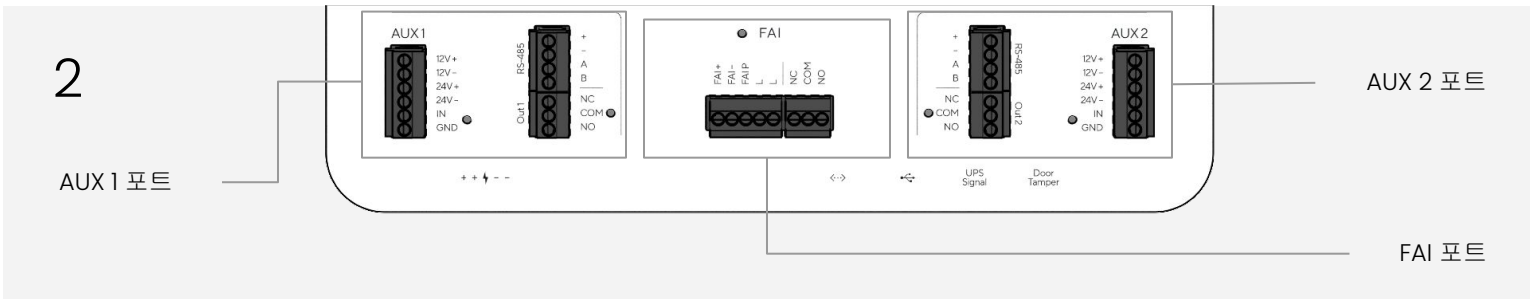 2
AUX 1 포트
AUX1
12V+
12V-
24V+
24V-
IN
GND
RS-485
Out1
+
-
A
B
NC
COM
NO
FAI
FAI+
FAI-
FAI P
L
L
NC
COM
NO
+
-
A
B
NC
COM
NO
RS-485
Out 2
AUX2
12V+
12V-
24V+
24V-
IN
GND
+ + - -
UPS
Signal
Door
Tamper
AUX 2 포트
FAI 포트